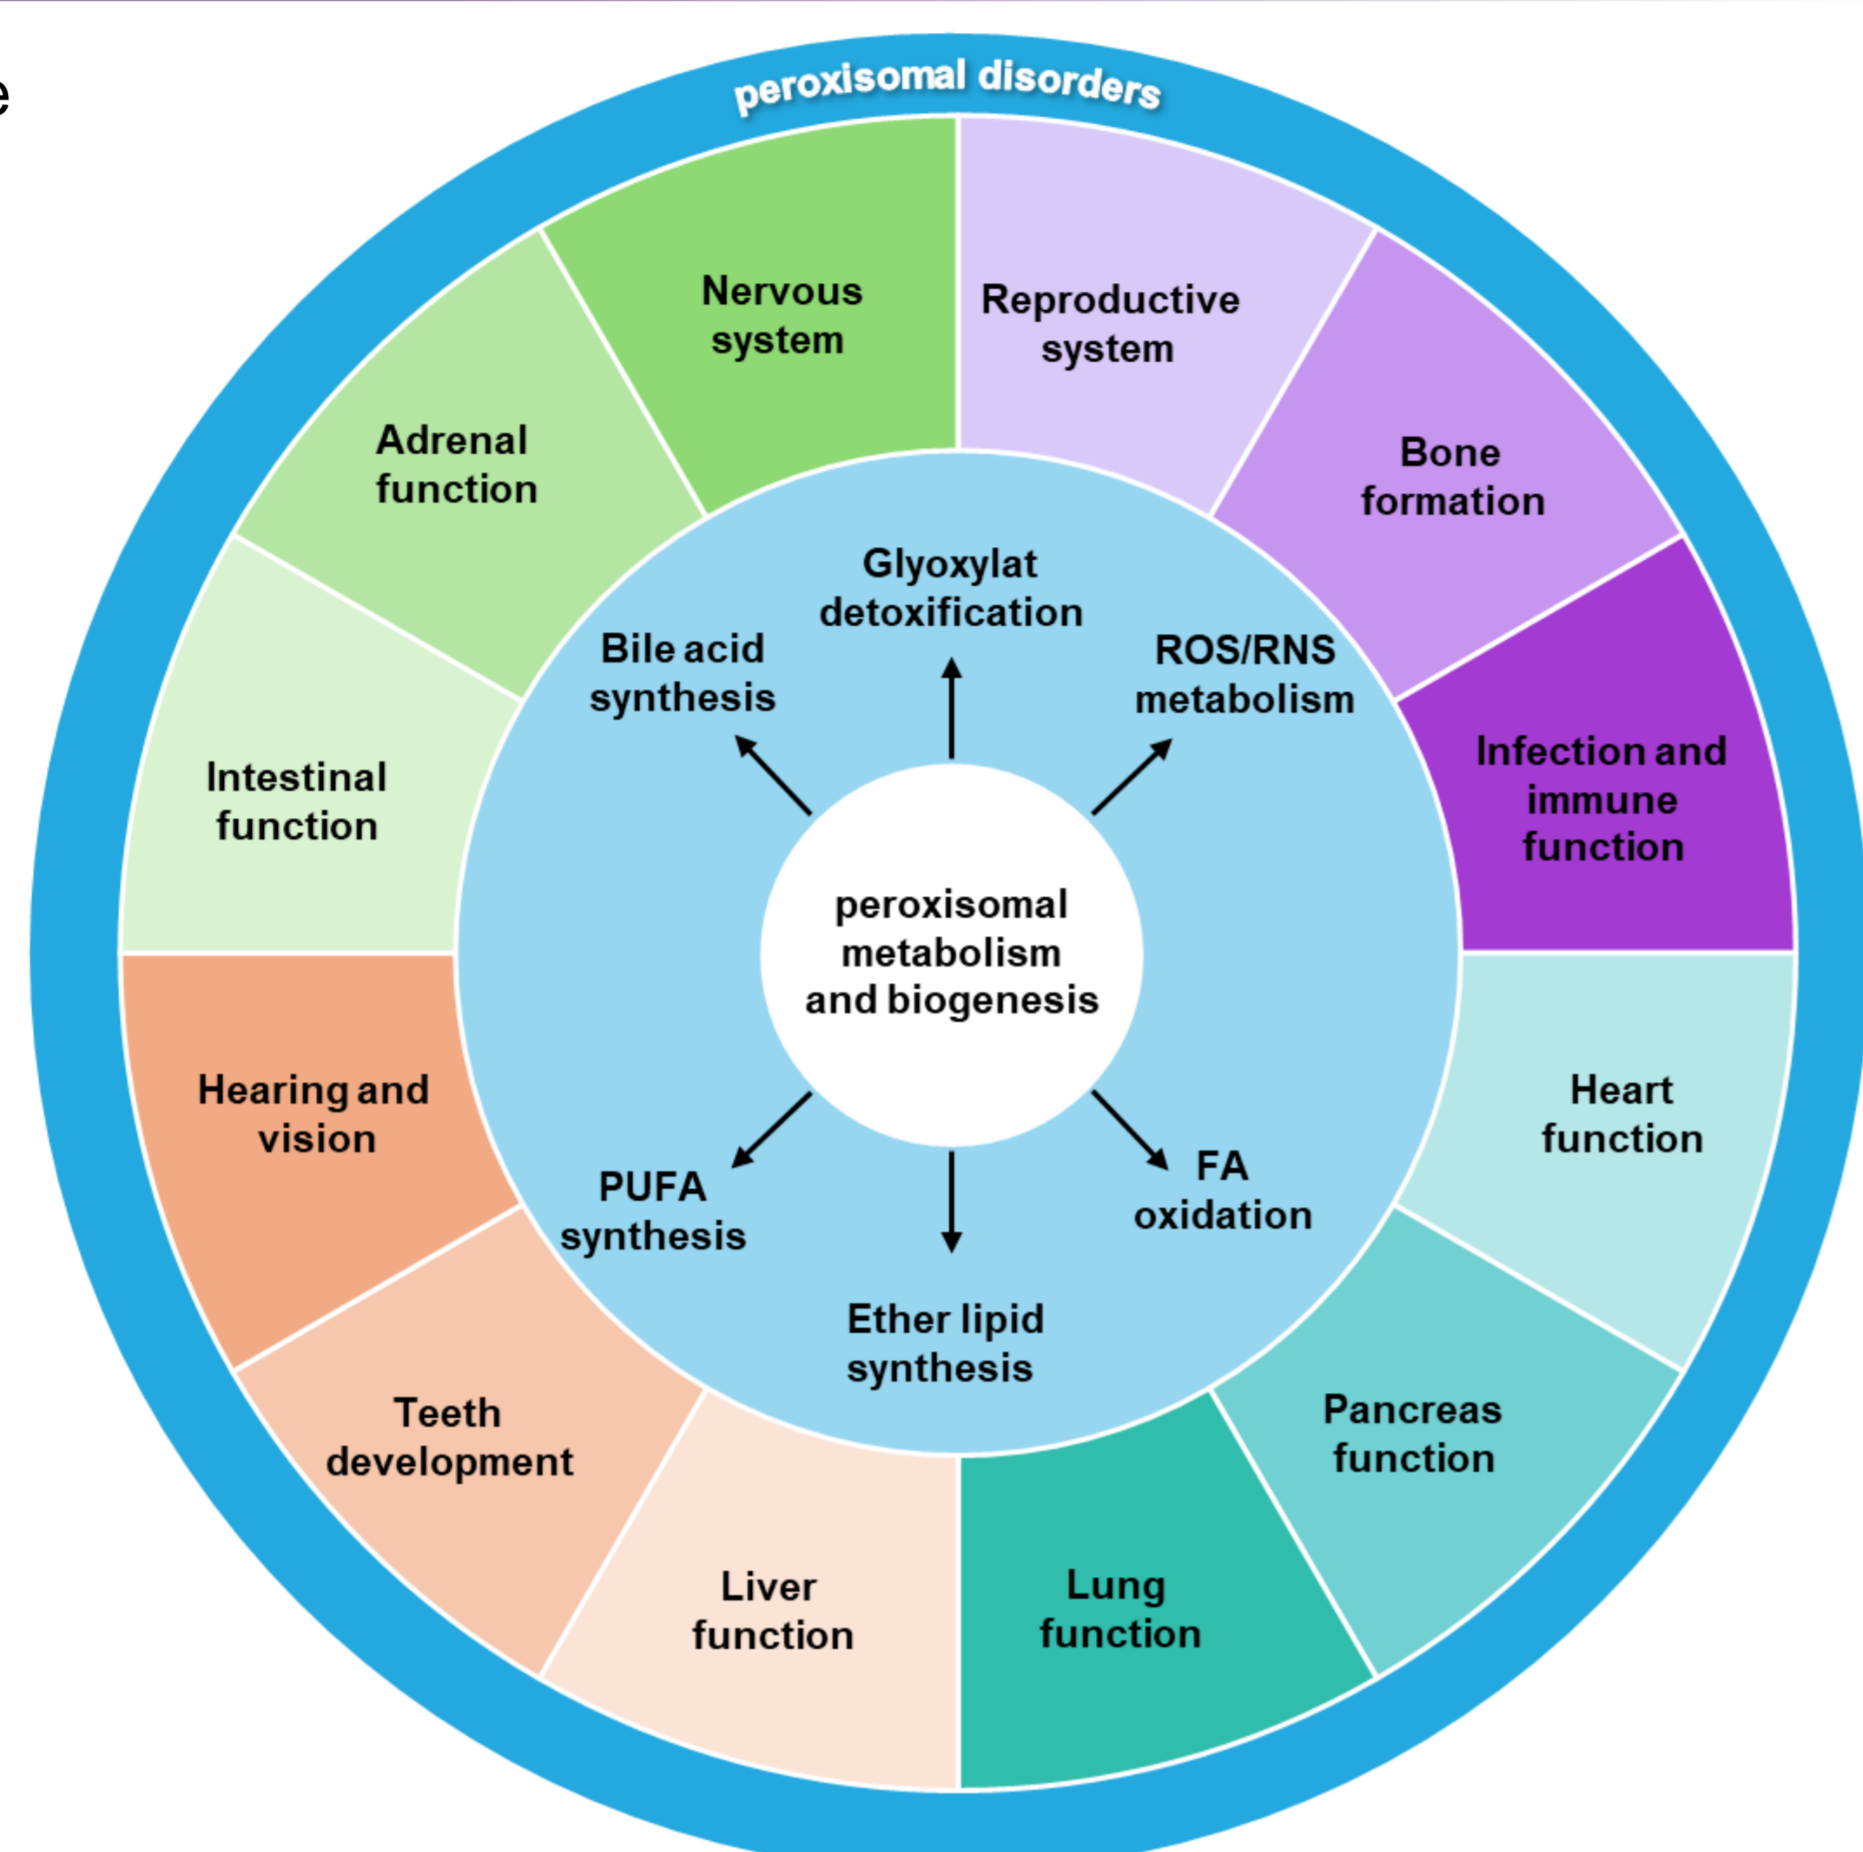 e
peroxisomal disorders
Nervous
system
Reproductive
system
Adrenal
function
Bone
formation
Glyoxylat
detoxification
Bile acid
synthesis
ROS/RNS
metabolism
Intestinal
function
Infection and
immune
function
peroxisomal
metabolism
and biogenesis
Hearing and
vision
Heart
function
PUFA
synthesis
FA
oxidation
Ether lipid
synthesis
Teeth
development
Pancreas
function
Liver
function
Lung
function